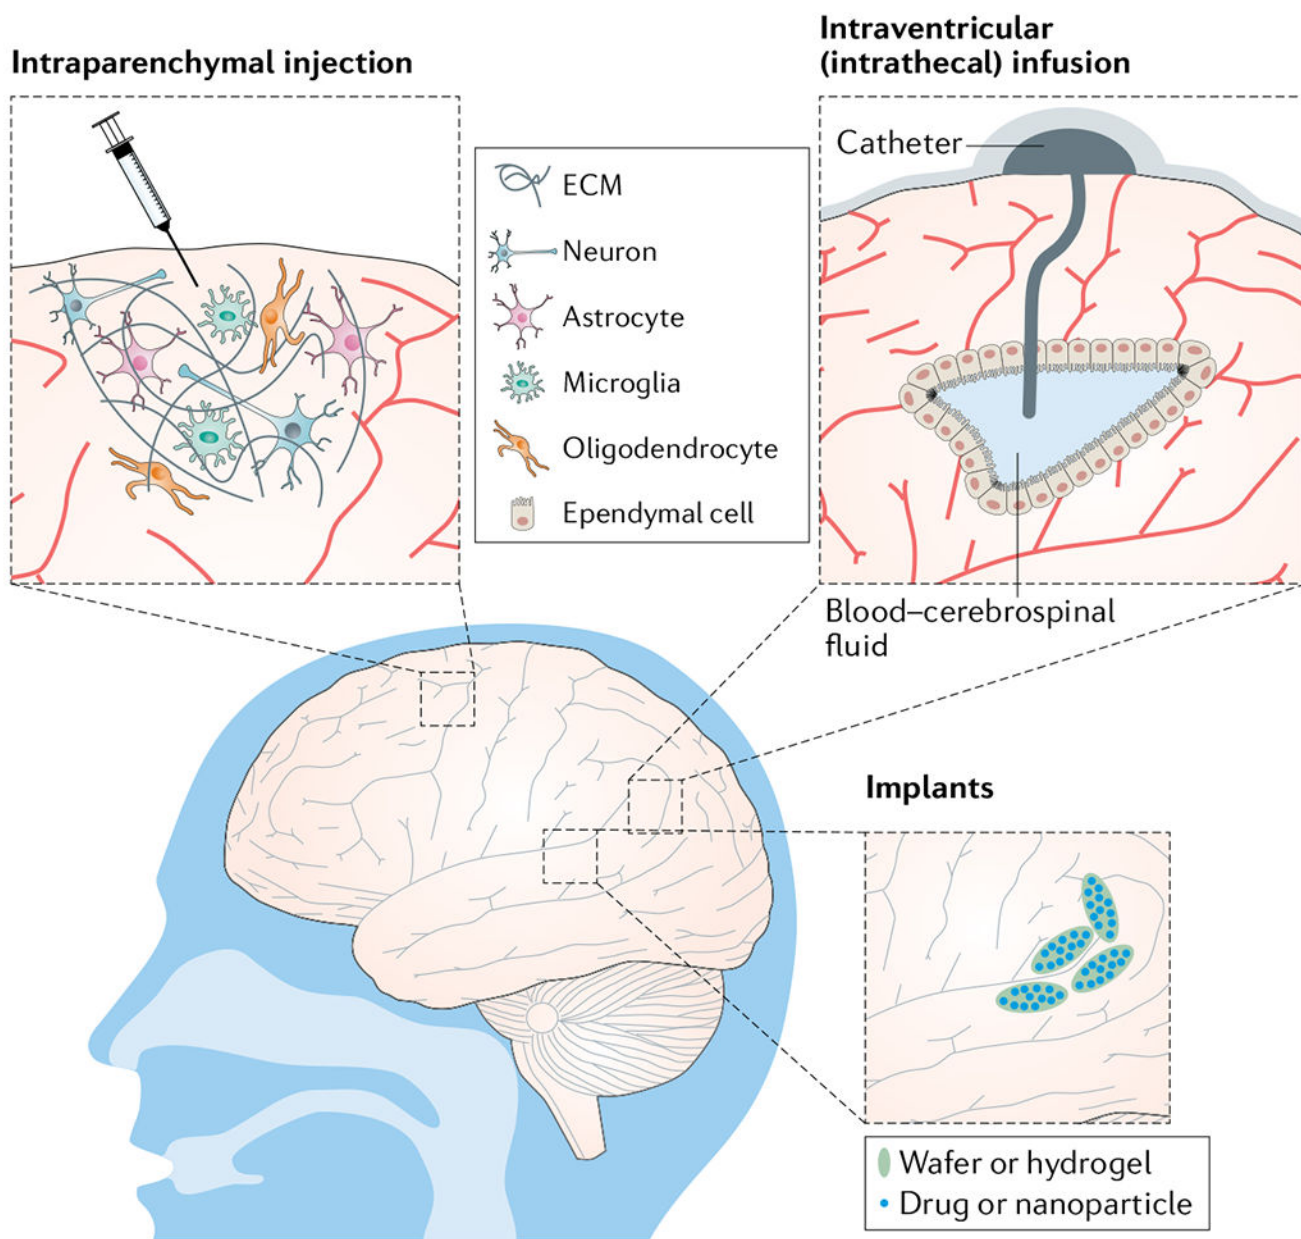 Intraparenchymal injection
Intraventricular
(intrathecal) infusion
ECM
Neuron
Astrocyte
Microglia
Oligodendrocyte
Ependymal cell
Catheter
Blood–cerebrospinal
fluid
Implants
Wafer or hydrogel
Drug or nanoparticle